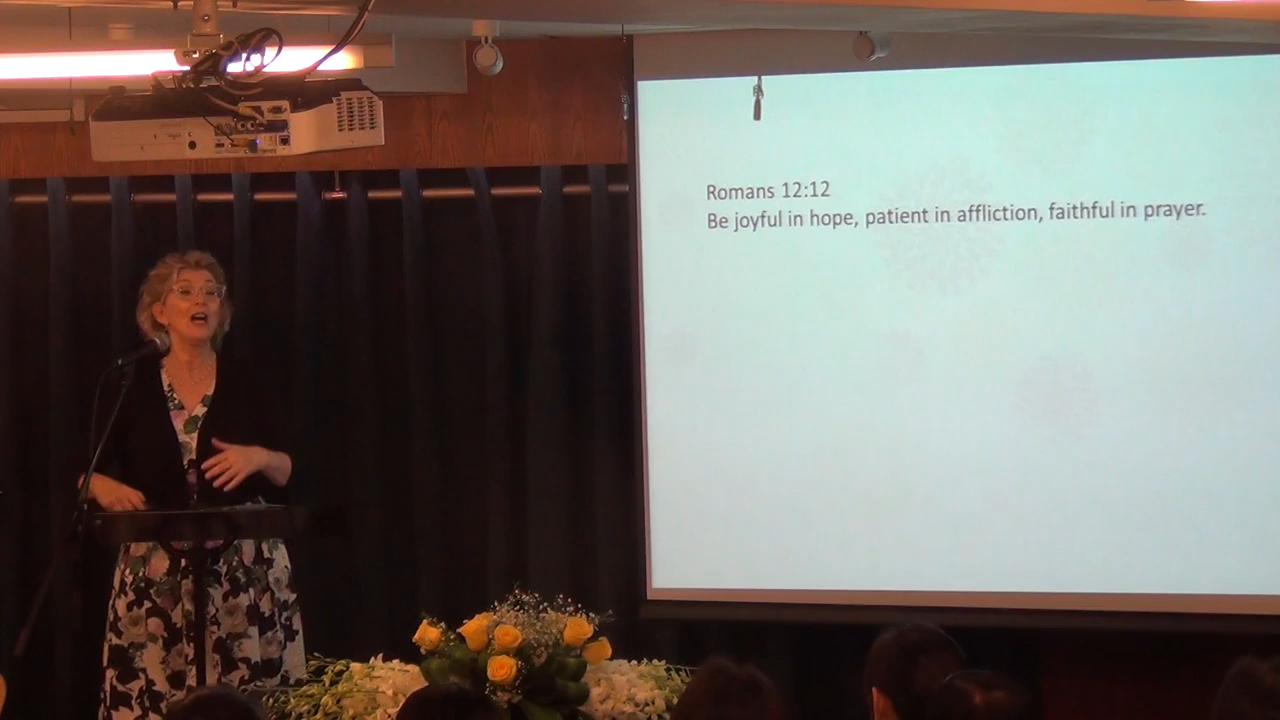 Romans 12:12
Be joyful in hope, patient in affliction, faithful in prayer.